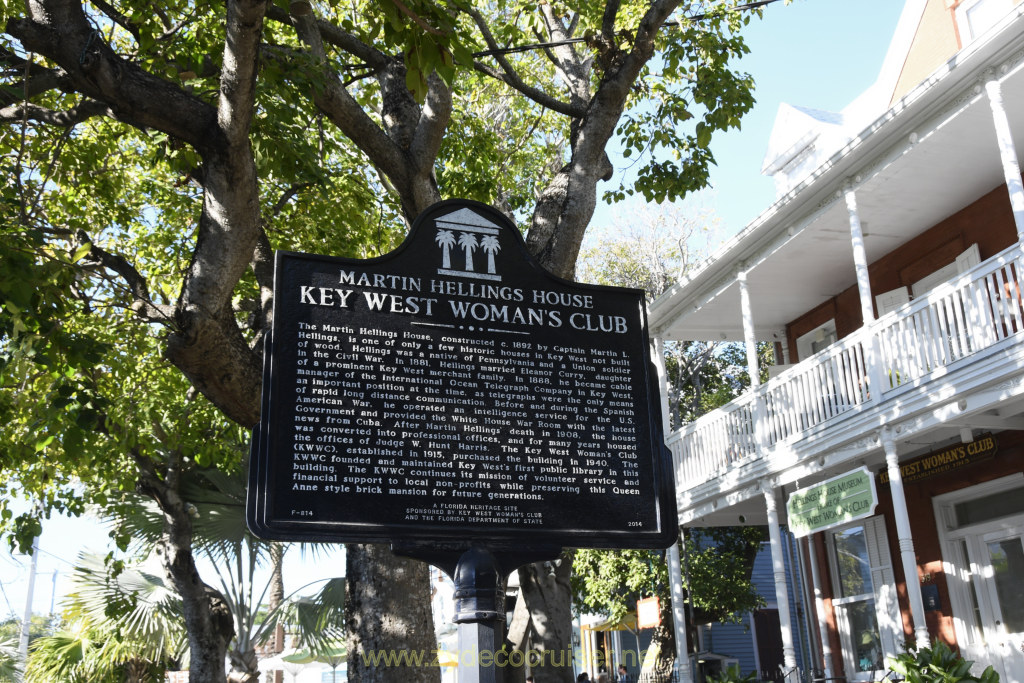 MARTIN HELLINGS HOUSE
KEY WEST WOMAN'S CLUB
The Martin Hellings House, constructed c. 1892 by Captain Martin L.
Hellings, is one of only a few historic houses in Key West not built
of wood. Hellings was a native of Pennsylvania and a Union soldier
in the Civil War. In 1881, Hellings married Eleanor Curry, daughter
of a prominent Key West merchant family. In 1868, he became cable
manager of the International Ocean Telegraph Company in Key West,
an important position at the time, as telegraphs were the only means
of rapid long distance communication. Before and during the Spanish
American War, he operated an intelligence service for the U.S.
Government and provided the White House War Room with the latest
news from Cuba. After Martin Hellings' death in 1908, the house
was converted into professional offices, and for many years housed
the offices of Judge W. Hunt Harris. The Key West Woman's Club
(KWWC), established in 1915, purchased the building in 1940. The
KWWC founded and maintained Key West's first public library in this
building. The KWWC continues its mission of volunteer service and
financial support to local non-profits while preserving this Queen
Anne style brick mansion for future generations.
A FLORIDA HERITAGE SITE
SPONSORED BY KEY WEST WOMAN'S CLUB
AND THE FLORIDA DEPARTMENT OF STATE
F-814
2014
WEST WOMAN'S CLUB
HELLINGS HOUSE MUSEUM
WEST WOMAN'S CLUB